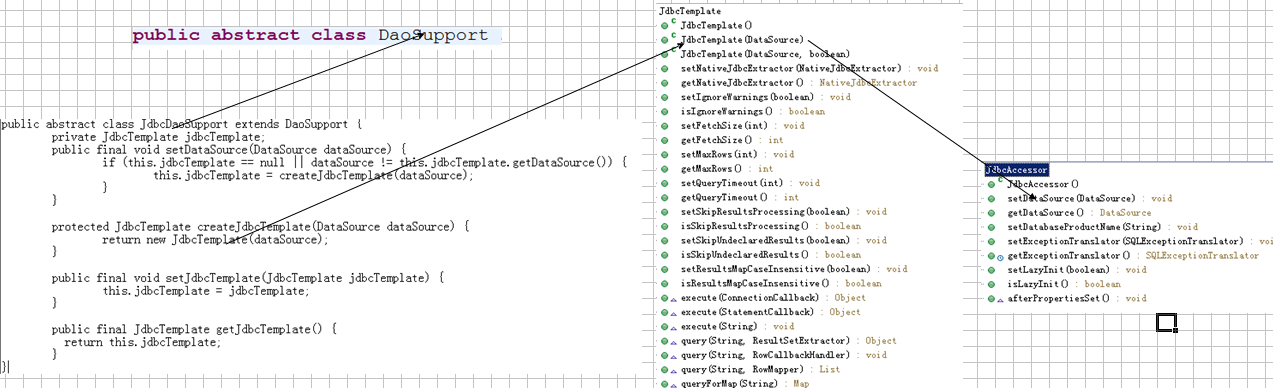 public abstract class DaoSupport
public abstract class JdbcDaoSupport extends DaoSupport {
private JdbcTemplate jdbcTemplate;
public final void setDataSource(DataSource dataSource) {
if (this.jdbcTemplate == null || dataSource != this.jdbcTemplate.getDataSource()) {
this.jdbcTemplate = createJdbcTemplate(dataSource);
}
}
protected JdbcTemplate createJdbcTemplate(DataSource dataSource) {
return new JdbcTemplate(dataSource);
}
public final void setJdbcTemplate(JdbcTemplate jdbcTemplate) {
this.jdbcTemplate = jdbcTemplate;
}
public final JdbcTemplate getJdbcTemplate() {
return this.jdbcTemplate;
}
}
JdbcTemplate
JdbcTemplate()
JdbcTemplate(DataSource)
JdbcTemplate(DataSource, boolean)
setNativeJdbcExtractor(NativeJdbcExtractor) : void
getNativeJdbcExtractor() : NativeJdbcExtractor
setIgnoreWarnings(boolean) : void
isIgnoreWarnings() : boolean
setFetchSize(int) : void
getFetchSize() : int
setMaxRows(int) : void
getMaxRows() : int
setQueryTimeout(int) : void
getQueryTimeout() : int
setSkipResultsProcessing(boolean) : void
isSkipResultsProcessing() : boolean
setSkipUndeclaredResults(boolean) : void
isSkipUndeclaredResults() : boolean
setResultsMapCaseInsensitive(boolean) : void
isResultsMapCaseInsensitive() : boolean
execute(ConnectionCallback) : Object
execute(StatementCallback) : Object
execute(String) : void
query(String, ResultSetExtractor) : Object
query(String, RowCallbackHandler) : void
query(String, RowMapper) : List
queryForMap(String) : Map
JdbcAccessor
JdbcAccessor()
setDataSource(DataSource) : void
getDataSource() : DataSource
setDatabaseProductName(String) : void
setExceptionTranslator(SQLExceptionTranslator) : voi
getExceptionTranslator() : SQLExceptionTranslator
setLazyInit(boolean) : void
isLazyInit() : boolean
afterPropertiesSet() : void